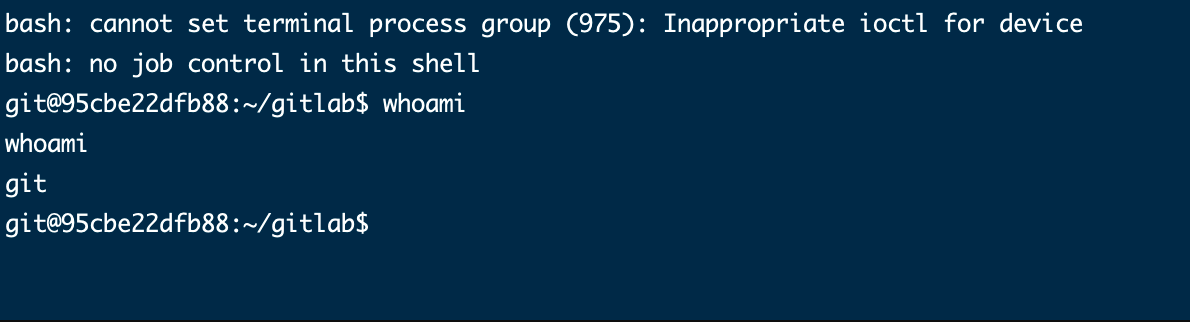 bash: cannot set terminal process group (975): Inappropriate ioctl for device
bash: no job control in this shell
git@95cbe22dfb88:~/gitlab$ whoami
whoami
git
git@95cbe22dfb88:~/gitlab$